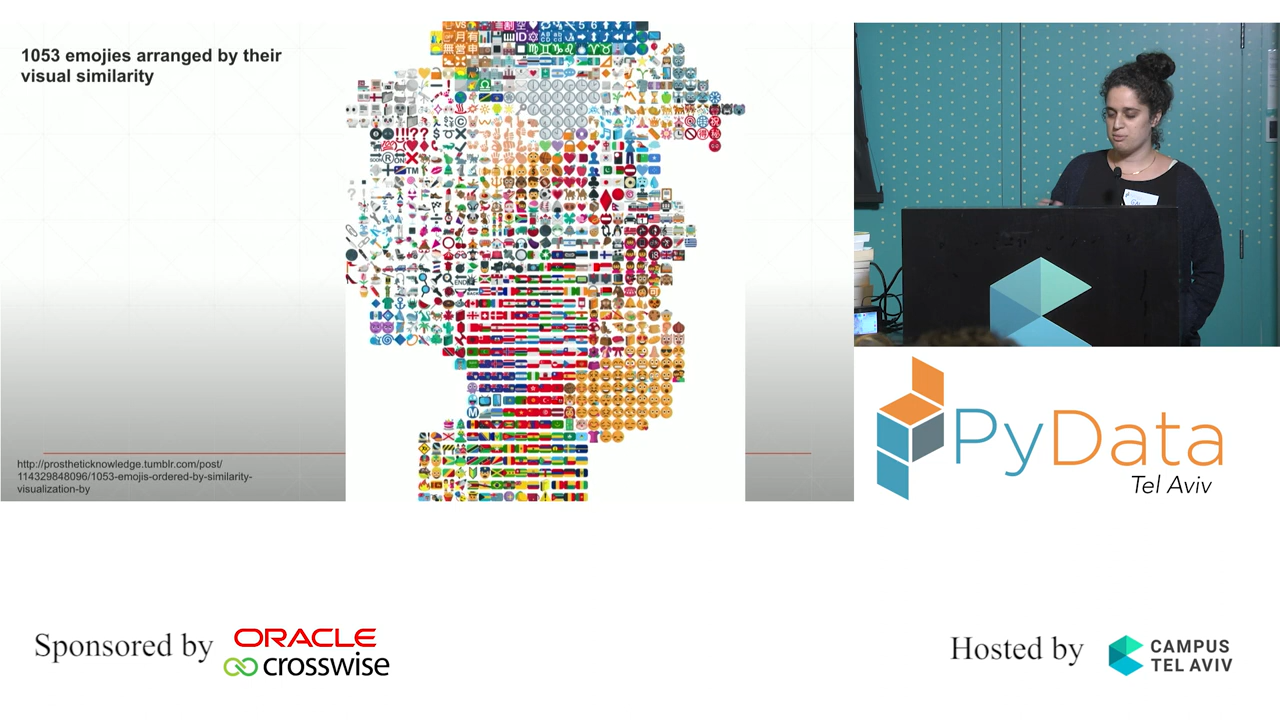 1053 emojies arranged by their
visual similarity
http://prostheticknowledge.tumblr.com/post/
114329848096/1053-emojis-ordered-by-similarity-
visualization-by
PyData
Tel Aviv
Sponsored by
ORACLE
crosswise
Hosted by
CAMPUS
TEL AVIV